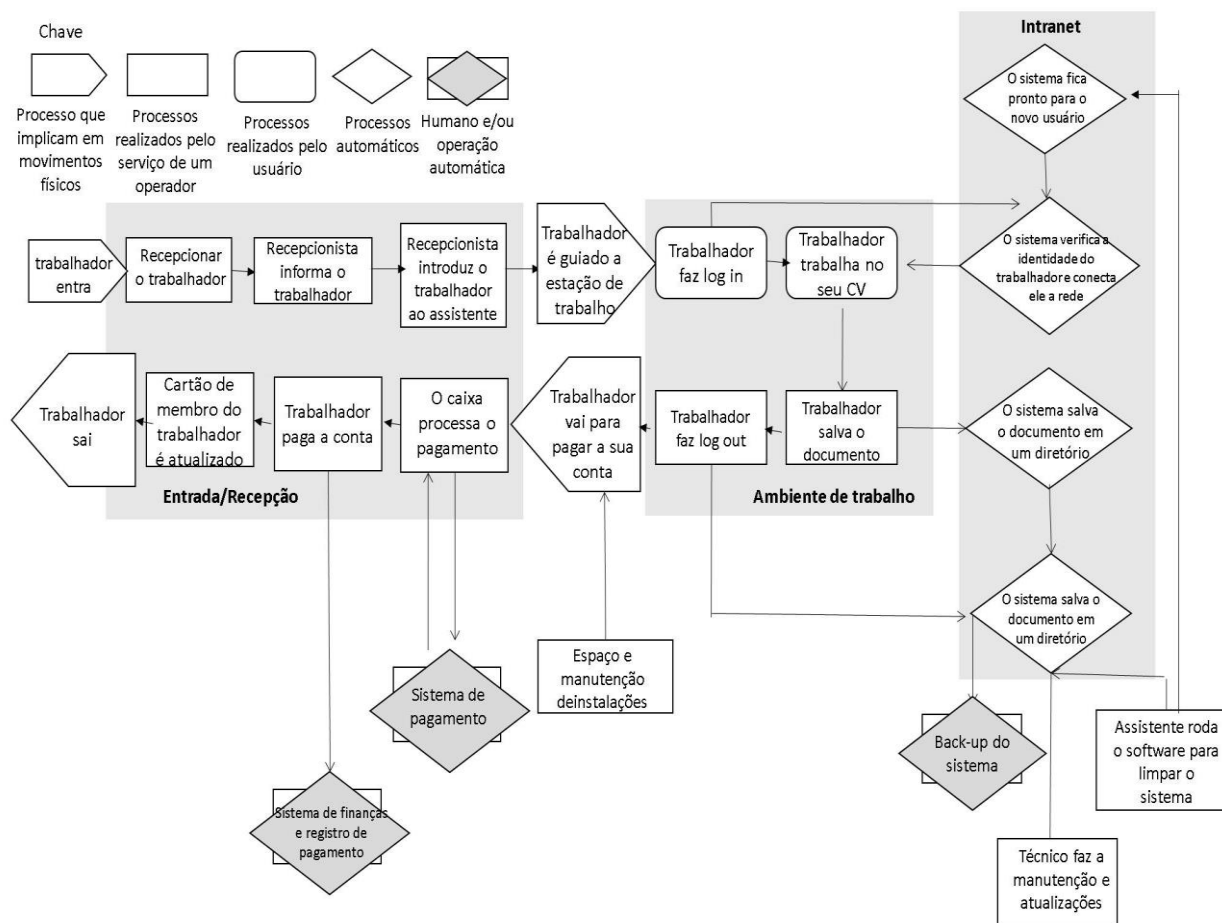 Chave
Processo que
implicam em
movimentos
físicos
Processos
realizados pelo
serviço de um
operador
Processos
realizados pelo
usuário
Processos
automáticos
Humano e/ou
operação
automática
Intranet
O sistema fica
pronto para o
novo usuário
trabalhador
entra
Recepcionar
o trabalhador
Recepcionista
informa o
trabalhador
Recepcionista
introduz o
trabalhador
ao assistente
Trabalhador
é guiado a
estação de
trabalho
Trabalhador
faz log in
Trabalhador
trabalha no
seu CV
O sistema verifica a
identidade do
trabalhador e conecta
ele a rede
Trabalhador
sai
Cartão de
membro do
trabalhador
é atualizado
Trabalhador
paga a conta
O caixa
processa o
pagamento
Trabalhador
vai para
pagar a sua
conta
Trabalhador
faz log out
Trabalhador
salva o
documento
O sistema salva
o documento em
um diretório
Entrada/Recepção
Ambiente de trabalho
O sistema salva o
documento em
um diretório
Sistema de
pagamento
Espaço e
manutenção
deinstalações
Back-up do
sistema
Assistente roda
o software para
limpar o
sistema
Sistema de finanças
e registro de
pagamento
Técnico faz a
manutenção e
atualizações